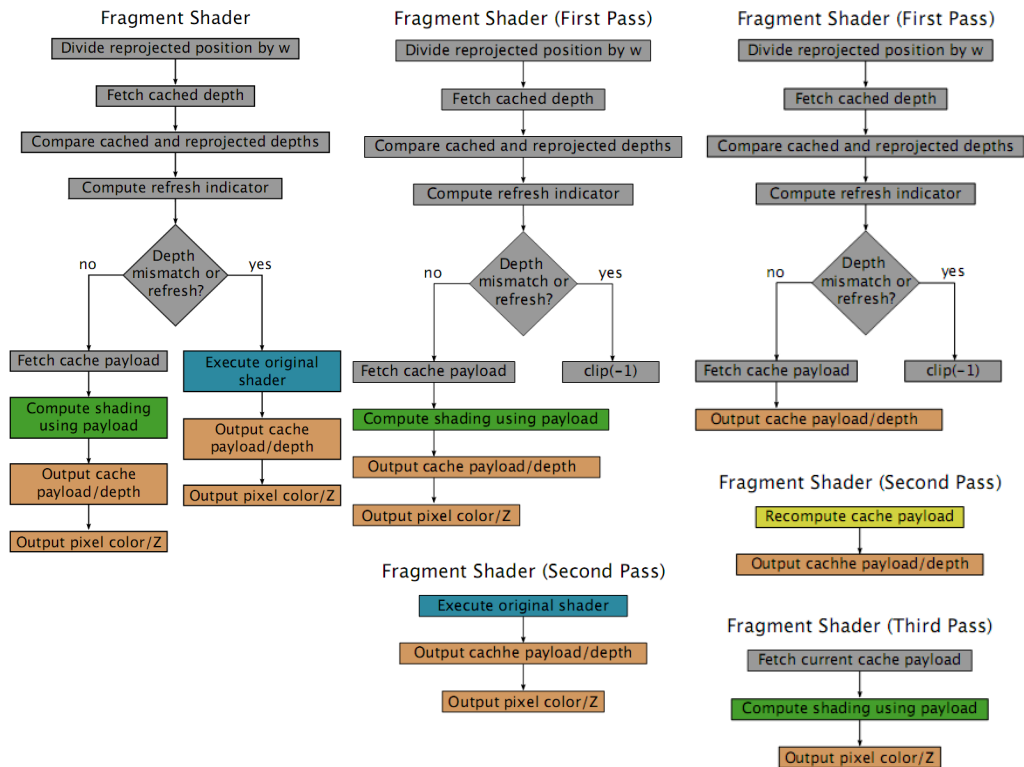 Fragment Shader
Divide reprojected position by w
Fetch cached depth
Compare cached and reprojected depths
Compute refresh indicator
Depth
mismatch or
refresh?
no
yes
Fetch cache payload
Compute shading
using payload
Output cache
payload/depth
Output pixel color/Z
Execute original
shader
Output cache
payload/depth
Output pixel color/Z
Fragment Shader (First Pass)
Divide reprojected position by w
Fetch cached depth
Compare cached and reprojected depths
Compute refresh indicator
Depth
mismatch or
refresh?
no
yes
Fetch cache payload
clip(-1)
Compute shading using payload
Output cache payload/depth
Output pixel color/Z
Fragment Shader (Second Pass)
Execute original shader
Output cachhe payload/depth
Output pixel color/Z
Fragment Shader (First Pass)
Divide reprojected position by w
Fetch cached depth
Compare cached and reprojected depths
Compute refresh indicator
Depth
mismatch or
refresh?
no
yes
Fetch cache payload
clip(-1)
Output cache payload/depth
Fragment Shader (Second Pass)
Recompute cache payload
Output cachhe payload/depth
Fragment Shader (Third Pass)
Fetch current cache payload
Compute shading using payload
Output pixel color/Z